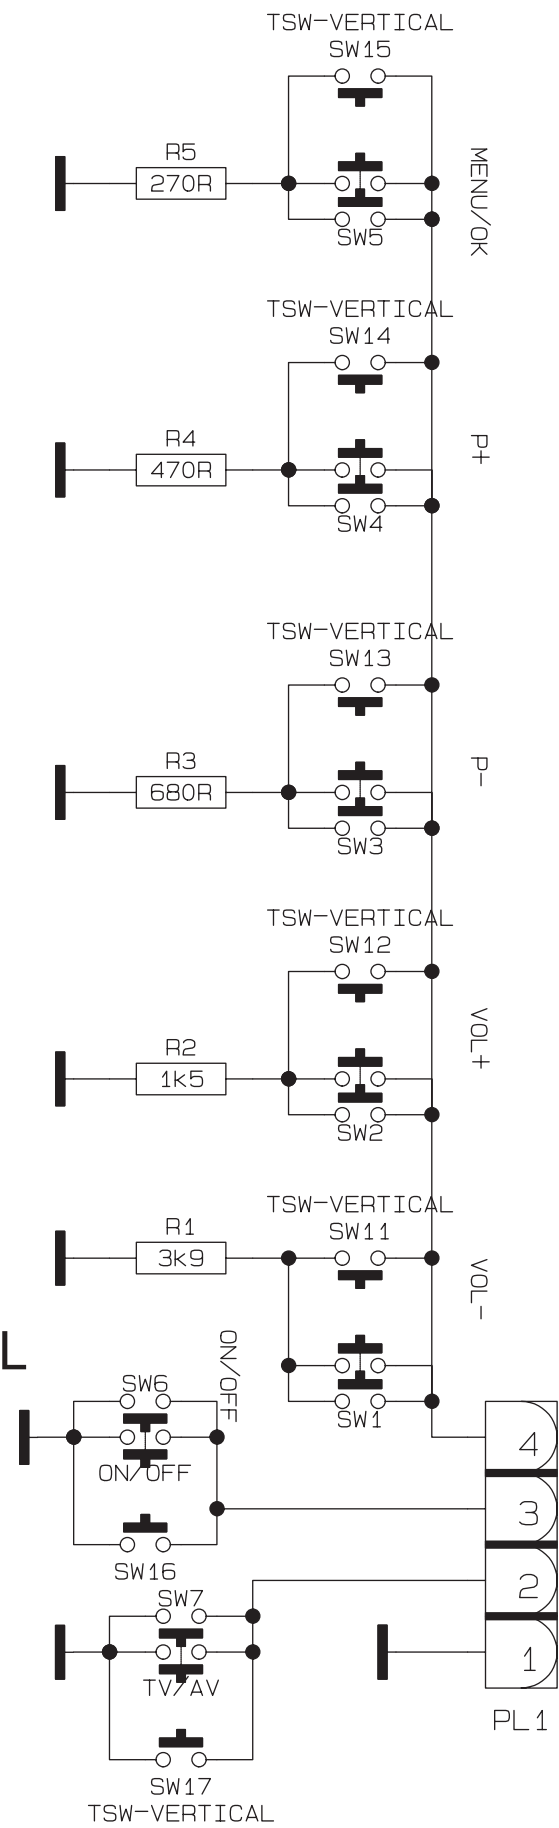 TSW-VERTICAL
SW15
R5
270R
MENU/OK
SW5
TSW-VERTICAL
SW14
R4
470R
P+
SW4
TSW-VERTICAL
SW13
R3
680R
P-
SW3
TSW-VERTICAL
SW12
R2
1K5
VOL+
SW2
TSW-VERTICAL
SW11
R1
3K9
VOL-
L
ON/OFF
SW6
SW1
ON/OFF
4
3
SW16
SW7
2
TV/AV
1
PL1
SW17
TSW-VERTICAL